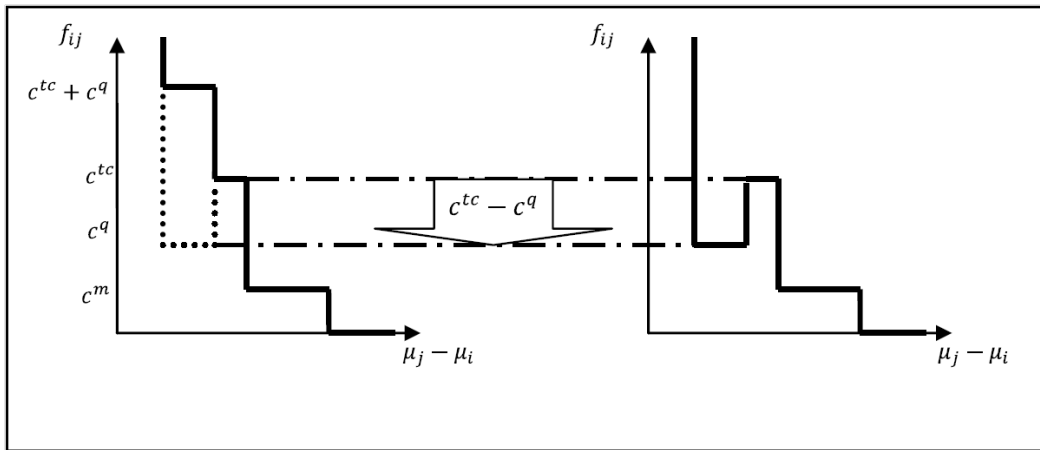 f_{ij}
c^{tc} + c^q
c^{tc}
c^q
c^m
μ_j − μ_i
c^{tc} − c^q
f_{ij}
μ_j − μ_i